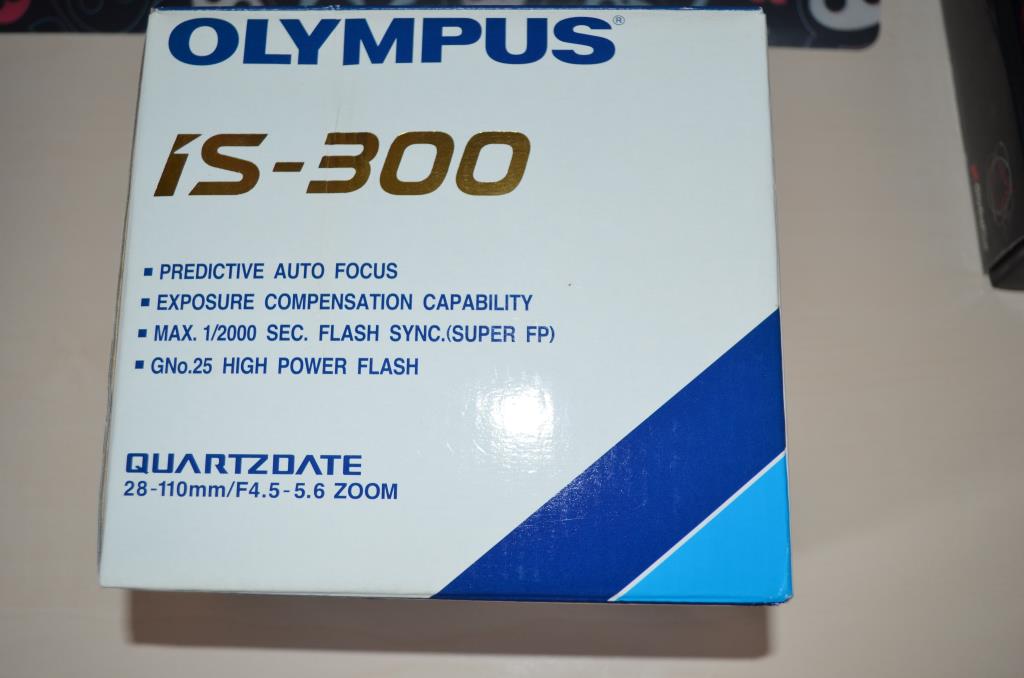 OLYMPUS®
iS-300
▪ PREDICTIVE AUTO FOCUS
▪ EXPOSURE COMPENSATION CAPABILITY
▪ MAX. 1/2000 SEC. FLASH SYNC.(SUPER FP)
▪ GNo.25 HIGH POWER FLASH
QUARTZDATE
28-110mm/F4.5-5.6 ZOOM